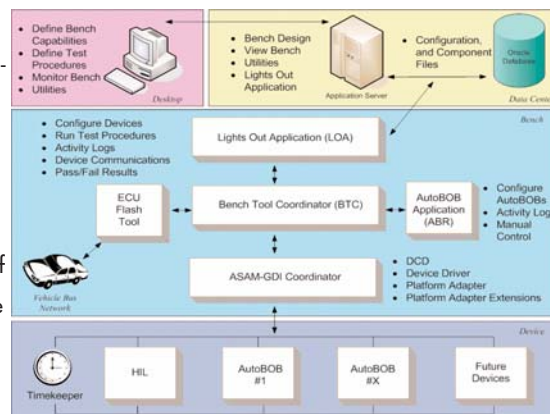 • Define Bench
Capabilities
• Define Test
Procedures
• Monitor Bench
• Utilities
Desktop
• Bench Design
• View Bench
• Utilities
• Lights Out
Application
Application Server
• Configuration,
and Component
Files
Oracle
Databases
Data Cente
-
Bench
• Configure Devices
• Run Test Procedures
• Activity Logs
• Device Communications
• Pass/Fail Results
Lights Out Application (LOA)
ECU
Flash
Tool
Bench Tool Coordinator (BTC)
AutoBOB
Application
(ABR)
• Configure
AutoBOBs
• Activity Log
• Manual
Control
f
e
Vehicle Bus
Network
ASAM-GDI Coordinator
• DCD
• Device Driver
• Platform Adapter
• Platform Adapter Extensions
Device
Timekeeper
HIL
AutoBOB
#1
AutoBOB
#X
Future
Devices